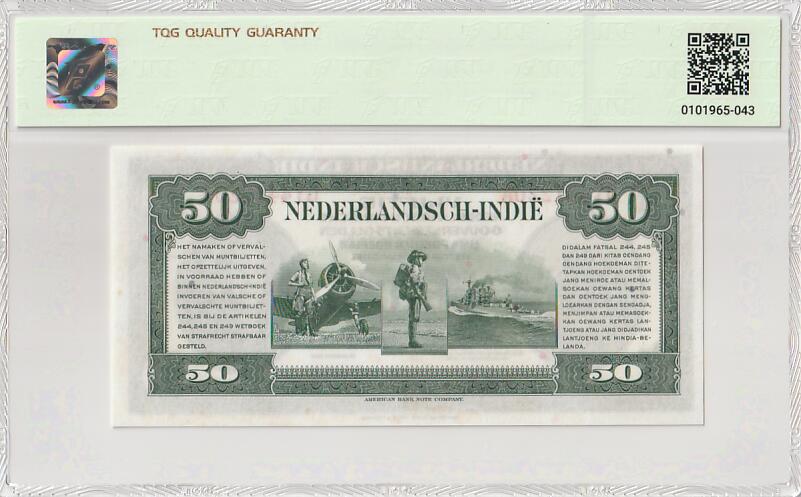 TQG QUALITY GUARANTY
0101965-043
50
NEDERLANDSCH-INDIË
50
HET NAMAKEN OF VERVAL-
SCHEN VAN MUNTBILJETTEN,
HET OPZETTELIJK UITGEVEN,
IN VOORRAAD HEBBEN OF
BINNEN NEDERLANDSCH-INDIË
INVOEREN VAN VALSCHE OF
VERVALSCHTE MUNTBILJET-
TEN, IS BIJ DE ARTIKELEN
244, 245 EN 249 WETBOEK
VAN STRAFRECHT STRAFBAAR
GESTELD.
DIDALAM FATSAL 244, 245
DAN 249 DARI KITAB OENDANG
OENDANG HOEKOEMAN DITE-
TAPKAN HOEKOEMAN OENTOEK
JANG MENIROE ATAU MEMAL-
SOEKAN OEWANG KERTAS
DAN OENTOEK JANG MENG-
LOEARKAN DENGAN SENGADJA,
MENJIMPAN ATAU MEMASOEK-
KAN OEWANG KERTAS LAN-
TJOENG ATAU JANG DIDJADIKAN
LANTJOENG KE HINDIA-BE-
LANDA.
50
50
AMERICAN BANK NOTE COMPANY.